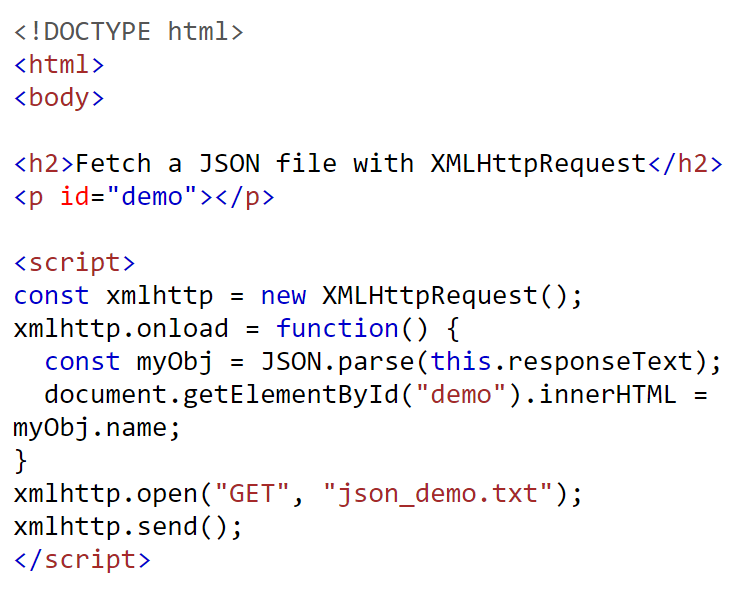 <!DOCTYPE html>
<html>
<body>

<h2>Fetch a JSON file with XMLHttpRequest</h2>
<p id="demo"></p>

<script>
const xmlhttp = new XMLHttpRequest();
xmlhttp.onload = function() {
  const myObj = JSON.parse(this.responseText);
  document.getElementById("demo").innerHTML =
myObj.name;
}
xmlhttp.open("GET", "json_demo.txt");
xmlhttp.send();
</script>